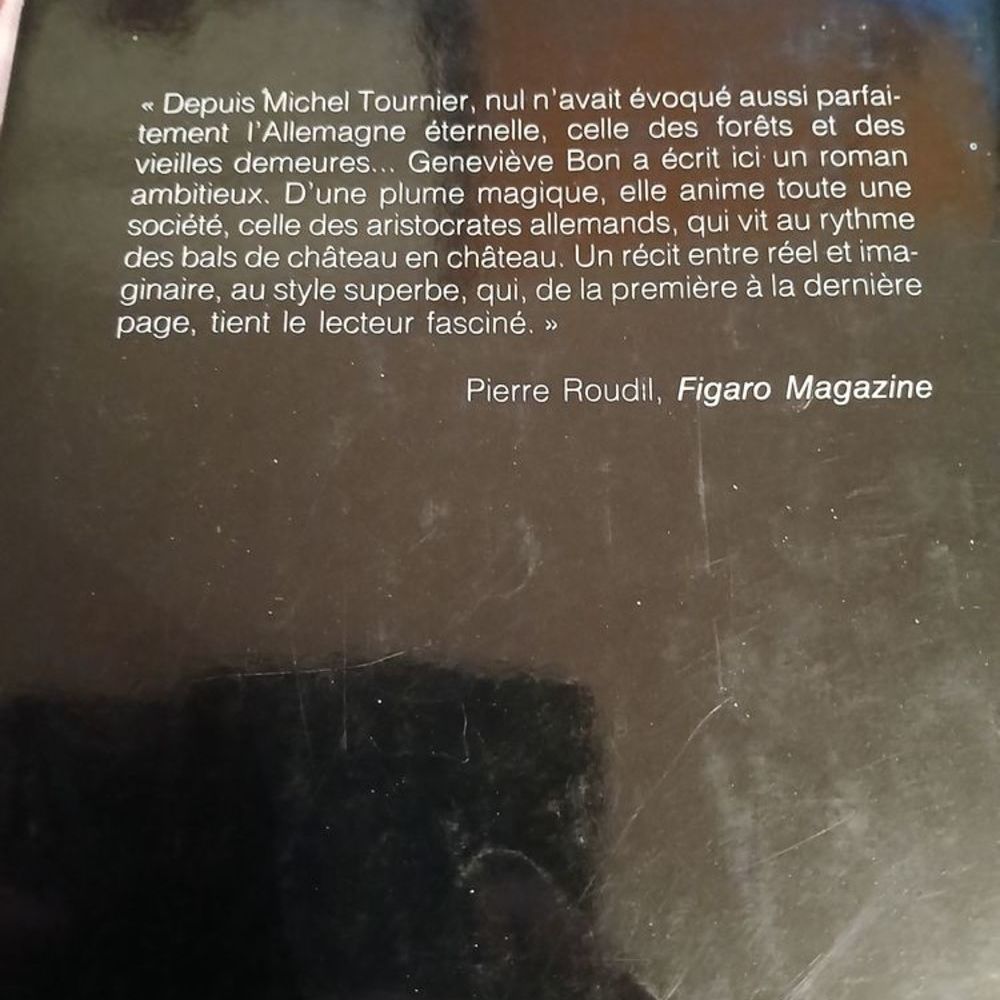 « Depuis Michel Tournier, nul n'avait évoqué aussi parfai-
tement l'Allemagne éternelle, celle des forêts et des
vieilles demeures... Geneviève Bon a écrit ici un roman
ambitieux. D'une plume magique, elle anime toute une
société, celle des aristocrates allemands, qui vit au rythme
des bals de château en château. Un récit entre réel et ima-
ginaire, au style superbe, qui, de la première à la dernière
page, tient le lecteur fasciné. »
Pierre Roudil, Figaro Magazine